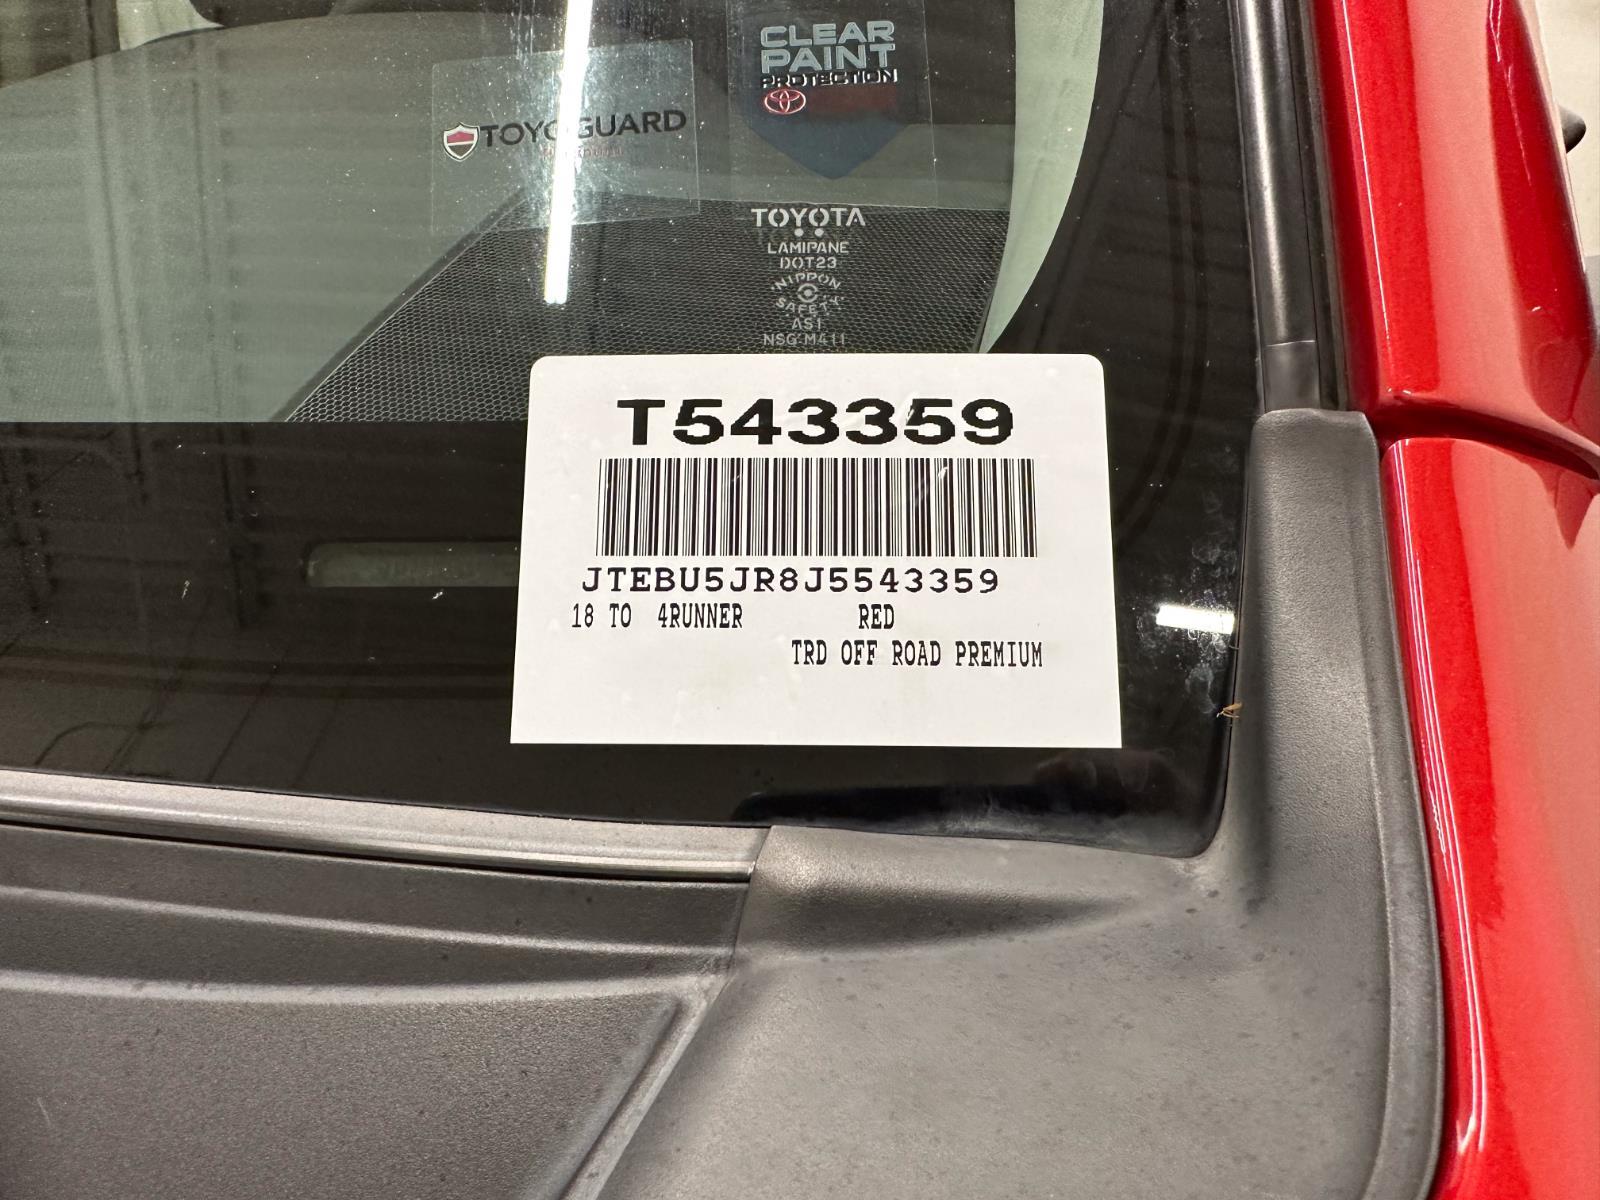 CLEAR
PAINT
PROTECTION
TOYOGUARD
TOYOTA
LAMIPANE
DOT23
NIPPON
SAFETY
AS1
NSG M411
T543359
JTEBU5JR8J5543359
18 TO 4RUNNER RED
TRD OFF ROAD PREMIUM